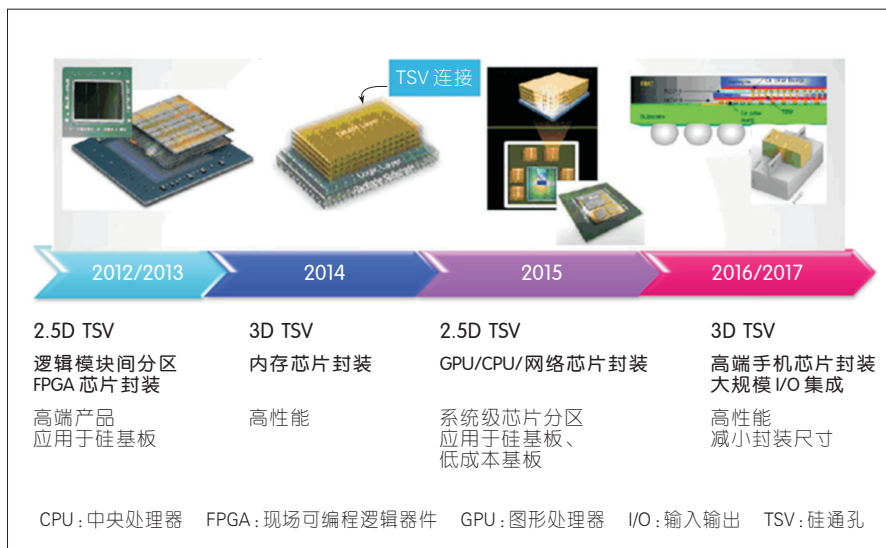 TSV 连接
Logic Layer
Package Substrate
TSV
Substrate
2012/2013
2014
2015
2016/2017
2.5D TSV
逻辑模块间分区
FPGA 芯片封装
高端产品
应用于硅基板
3D TSV
内存芯片封装
高性能
2.5D TSV
GPU/CPU/网络芯片封装
系统级芯片分区
应用于硅基板、
低成本基板
3D TSV
高端手机芯片封装
大规模 I/O 集成
高性能
减小封装尺寸
CPU:中央处理器 FPGA:现场可编程逻辑器件 GPU:图形处理器 I/O:输入输出 TSV:硅通孔